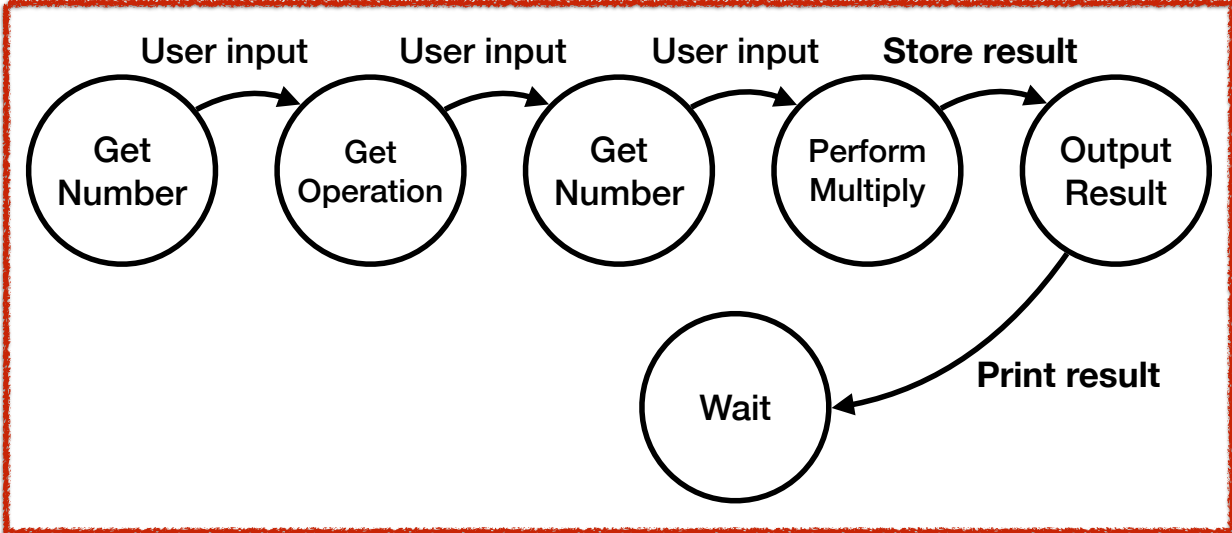 User input
User input
User input
Store result
Get
Number
Get
Operation
Get
Number
Perform
Multiply
Output
Result
Print result
Wait